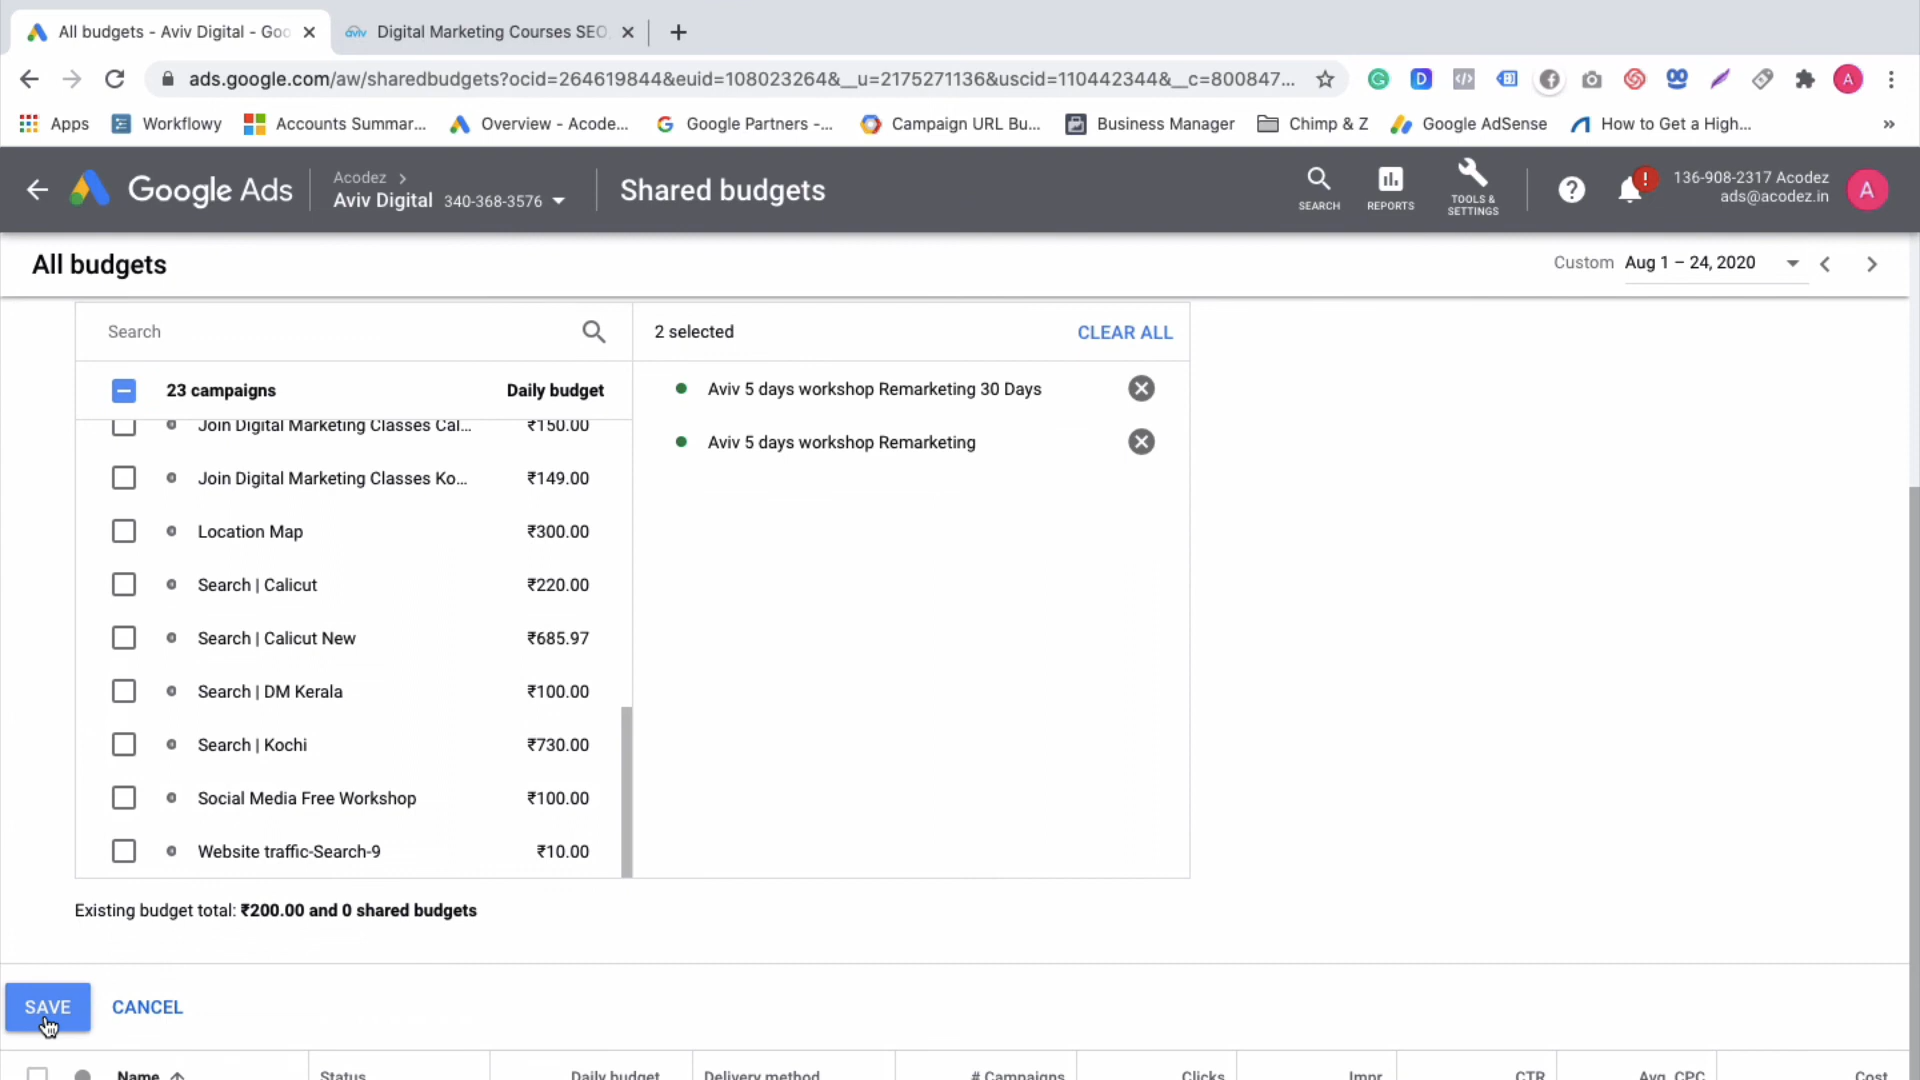 All budgets - Aviv Digital - Goo
Digital Marketing Courses SEO
ads.google.com/aw/sharedbudgets?ocid=264619844&euid=108023264&__u=2175271136&uscid=110442344&__c=800847...
A
Apps
Workflowy
Accounts Summar...
Overview - Acode...
Google Partners -...
Campaign URL Bu...
Business Manager
Chimp & Z
Google AdSense
How to Get a High...
»
Google Ads
Acodez
Aviv Digital 340-368-3576
Shared budgets
SEARCH
REPORTS
TOOLS &
SETTINGS
136-908-2317 Acodez
ads@acodez.in
A
All budgets
Custom Aug 1 – 24, 2020
Search
2 selected
CLEAR ALL
23 campaigns Daily budget
Aviv 5 days workshop Remarketing 30 Days
Join Digital Marketing Classes Cal... ₹150.00
Aviv 5 days workshop Remarketing
Join Digital Marketing Classes Ko... ₹149.00
Location Map ₹300.00
Search | Calicut ₹220.00
Search | Calicut New ₹685.97
Search | DM Kerala ₹100.00
Search | Kochi ₹730.00
Social Media Free Workshop ₹100.00
Website traffic-Search-9 ₹10.00
Existing budget total: ₹200.00 and 0 shared budgets
SAVE
CANCEL
Name Status Daily budget Delivery method # Campaigns Clicks Impr. CTR Avg. CPC Cost